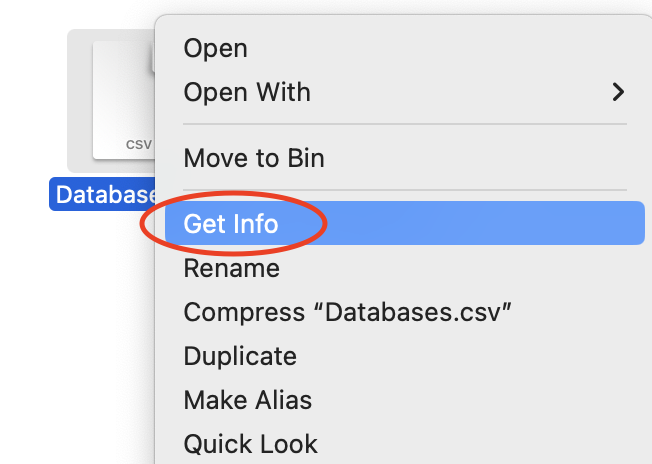 Open
Open With
Move to Bin
CSV
Database
Get Info
Rename
Compress “Databases.csv”
Duplicate
Make Alias
Quick Look